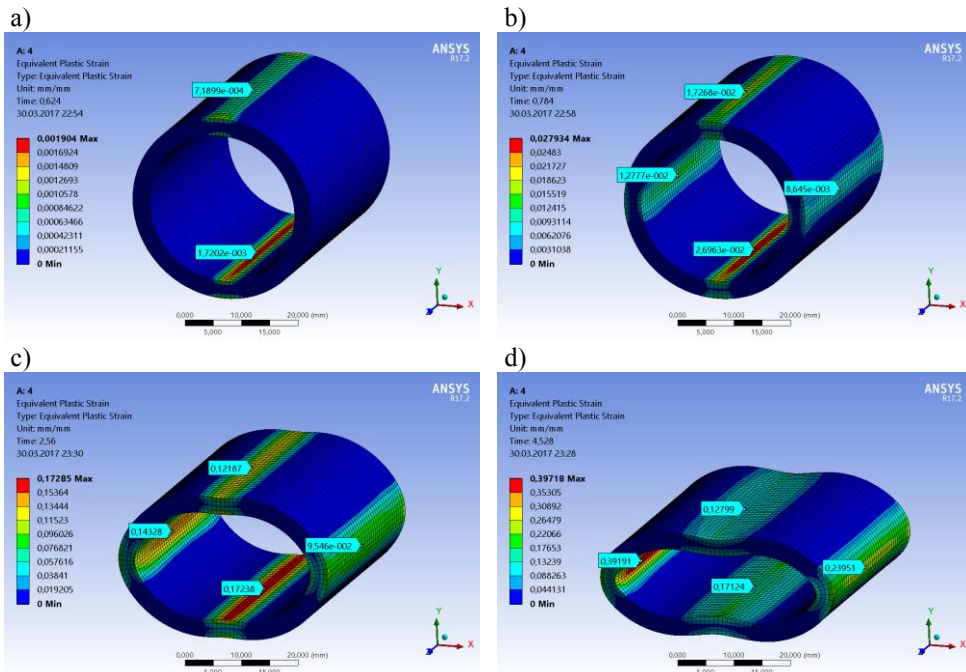 a)
A: 4
Equivalent Plastic Strain
Type: Equivalent Plastic Strain
Unit: mm/mm
Time: 0,624
30.03.2017 22:54
ANSYS
R17.2
0,001904 Max
0,0016924
0,0014809
0,0012693
0,0010578
0,00084622
0,00063466
0,00042311
0,00021155
0 Min
7,1899e-004
1,7202e-003
0,000 10,000 20,000 (mm)
5,000 15,000
Y
X
Z
b)
A: 4
Equivalent Plastic Strain
Type: Equivalent Plastic Strain
Unit: mm/mm
Time: 0,784
30.03.2017 22:58
ANSYS
R17.2
0,027934 Max
0,02483
0,021727
0,018623
0,015519
0,012415
0,0093114
0,0062076
0,0031038
0 Min
1,7268e-002
1,2777e-002
8,645e-003
2,6963e-002
0,000 10,000 20,000 (mm)
5,000 15,000
Y
X
Z
c)
A: 4
Equivalent Plastic Strain
Type: Equivalent Plastic Strain
Unit: mm/mm
Time: 2,56
30.03.2017 23:30
ANSYS
R17.2
0,17285 Max
0,15364
0,13444
0,11523
0,096026
0,076821
0,057616
0,03841
0,019205
0 Min
0,12187
0,14328
9,546e-002
0,17238
0,000 10,000 20,000 (mm)
5,000 15,000
Y
X
Z
d)
A: 4
Equivalent Plastic Strain
Type: Equivalent Plastic Strain
Unit: mm/mm
Time: 4,528
30.03.2017 23:28
ANSYS
R17.2
0,39718 Max
0,35305
0,30892
0,26479
0,22066
0,17653
0,13239
0,088263
0,044131
0 Min
0,12799
0,39191
0,23951
0,17124
0,000 10,000 20,000 (mm)
5,000 15,000
Y
X
Z